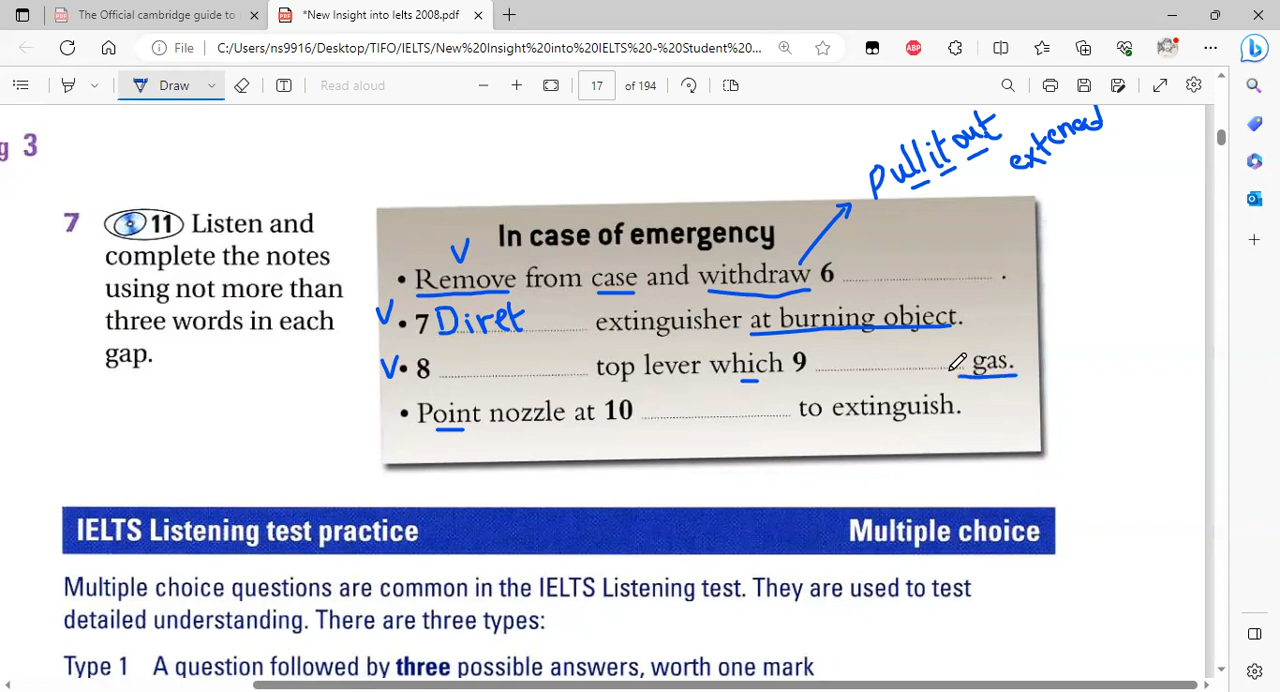 The Official cambridge guide to
*New Insight into Ielts 2008.pdf
File
C:/Users/ns9916/Desktop/TIFO/IELTS/New%20Insight%20into%20IELTS%20-%20Student%20...
ABP
Draw
Read aloud
17 of 194
pull it out
extened
g 3
7 11 Listen and
complete the notes
using not more than
three words in each
gap.
In case of emergency
V
• Remove from case and withdraw 6 .
V • 7 Diret extinguisher at burning object.
V • 8 top lever which 9 gas.
• Point nozzle at 10 to extinguish.
IELTS Listening test practice Multiple choice
Multiple choice questions are common in the IELTS Listening test. They are used to test
detailed understanding. There are three types:
Type 1 A question followed by three possible answers, worth one mark